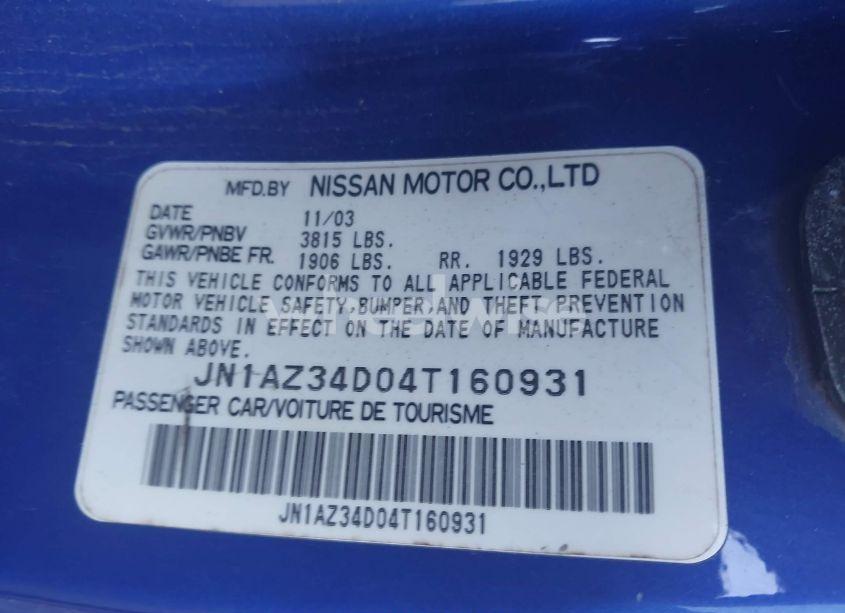 MFD.BY NISSAN MOTOR CO.,LTD
DATE 11/03
GVWR/PNBV 3815 LBS.
GAWR/PNBE FR. 1906 LBS. RR. 1929 LBS.
THIS VEHICLE CONFORMS TO ALL APPLICABLE FEDERAL
MOTOR VEHICLE SAFETY,BUMPER,AND THEFT PREVENTION
STANDARDS IN EFFECT ON THE DATE OF MANUFACTURE
SHOWN ABOVE.
JN1AZ34D04T160931
PASSENGER CAR/VOITURE DE TOURISME
JN1AZ34D04T160931